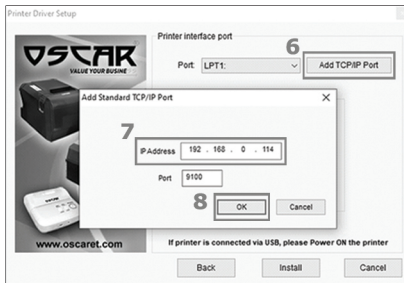 Printer Driver Setup
OSCAR
VALUE YOUR BUSINE
Printer interface port
6
Port: LPT1: Add TCP/IP Port
Add Standard TCP/IP Port
7
IP Address 192 . 168 . 0 . 114
Port 9100
8
OK Cancel
OSCAR
www.oscaret.com
If printer is connected via USB, please Power ON the printer
Back Install Cancel